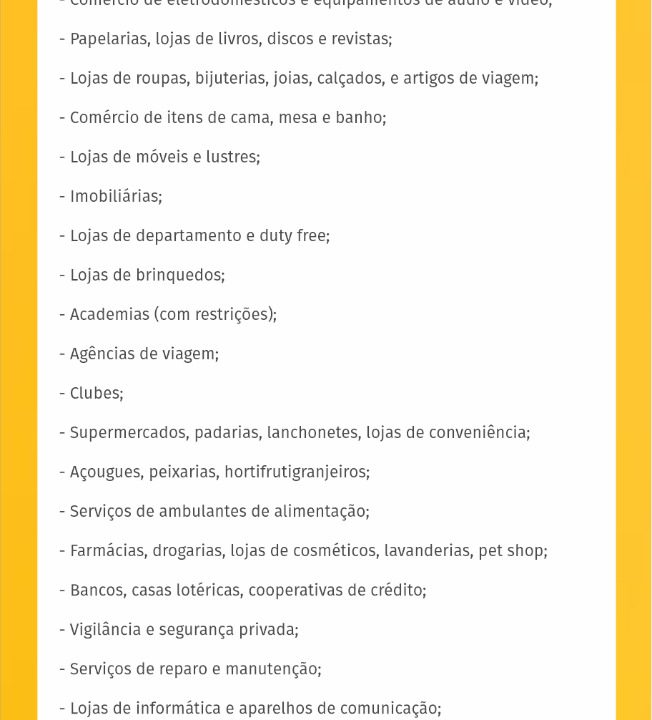 - Comércio de eletrodomésticos e equipamentos de áudio e vídeo;
- Papelarias, lojas de livros, discos e revistas;
- Lojas de roupas, bijuterias, joias, calçados, e artigos de viagem;
- Comércio de itens de cama, mesa e banho;
- Lojas de móveis e lustres;
- Imobiliárias;
- Lojas de departamento e duty free;
- Lojas de brinquedos;
- Academias (com restrições);
- Agências de viagem;
- Clubes;
- Supermercados, padarias, lanchonetes, lojas de conveniência;
- Açougues, peixarias, hortifrutigranjeiros;
- Serviços de ambulantes de alimentação;
- Farmácias, drogarias, lojas de cosméticos, lavanderias, pet shop;
- Bancos, casas lotéricas, cooperativas de crédito;
- Vigilância e segurança privada;
- Serviços de reparo e manutenção;
- Lojas de informática e aparelhos de comunicação;